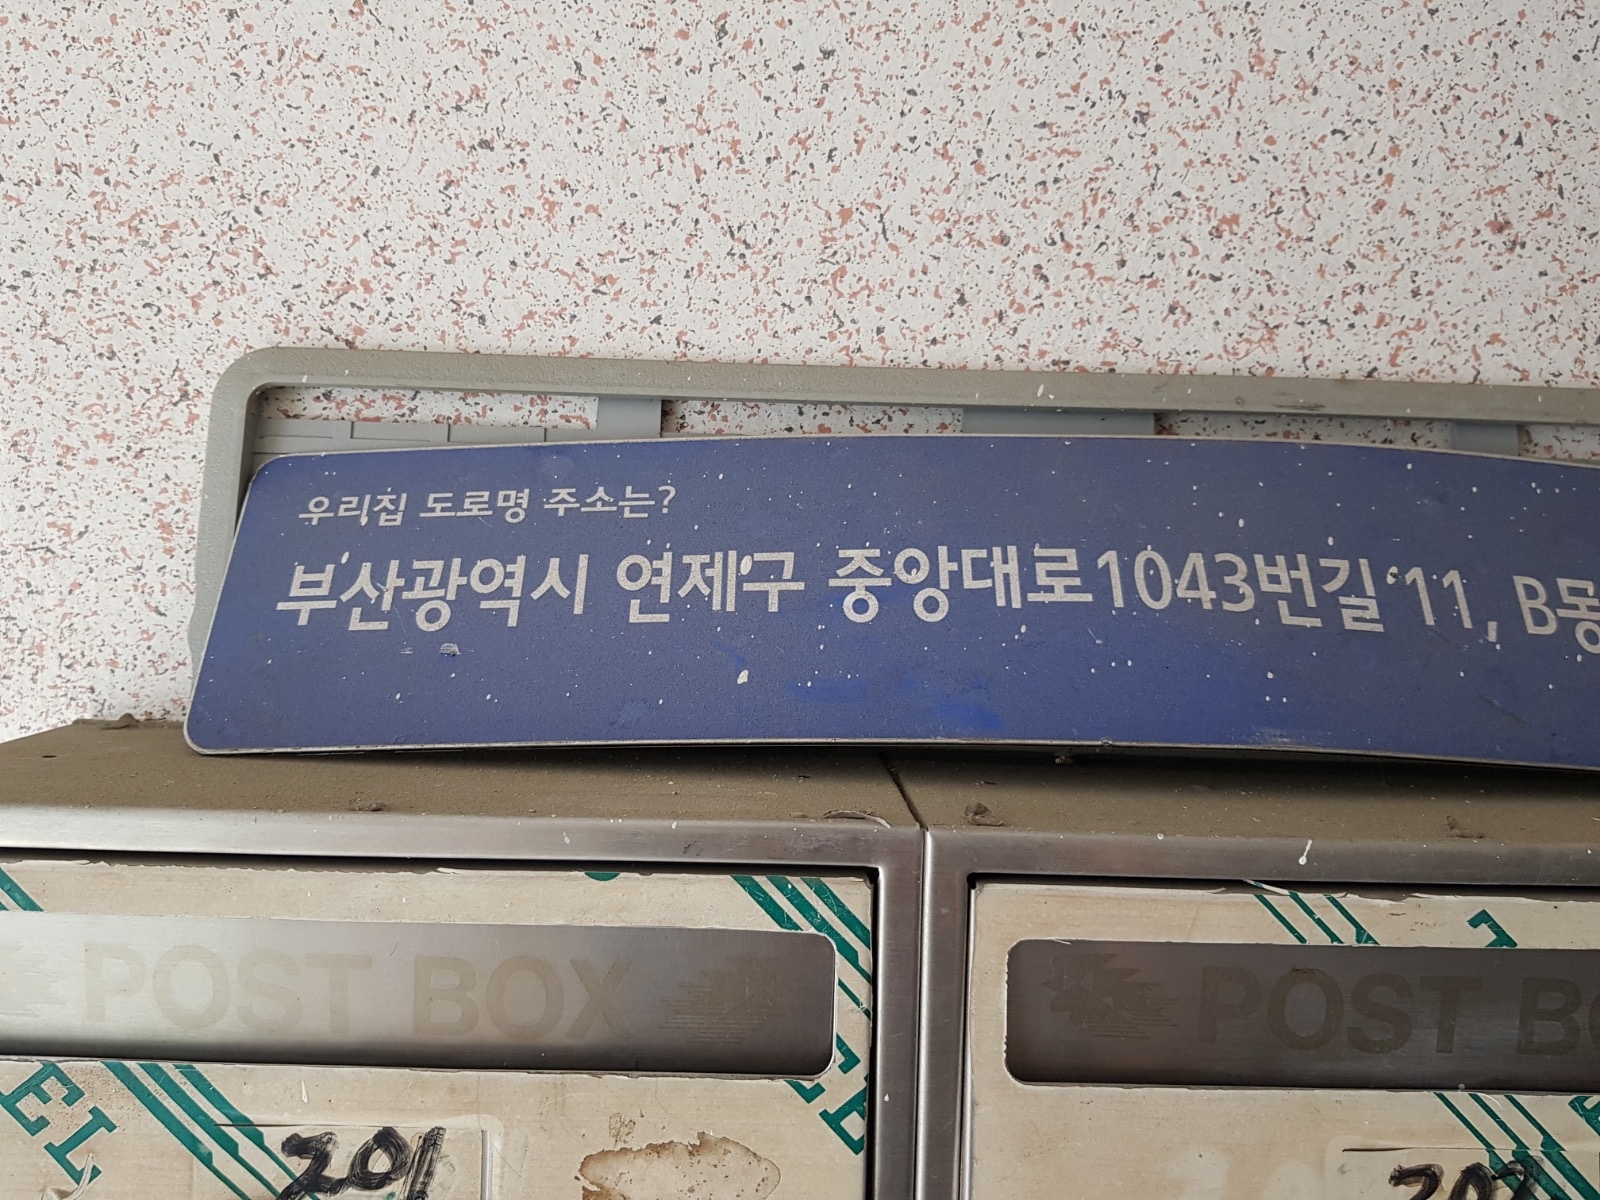 우리집 도로명 주소는?
부산광역시 연제구 중앙대로1043번길 11, B동
POST BOX
POST
EL
201